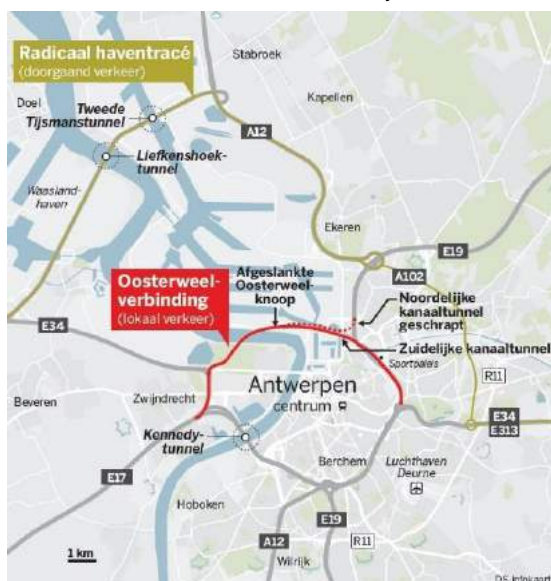 Radicaal haventracé
(doorgaand verkeer)
Stabroek
Doel
Tweede
Tijsmanstunnel
Kapellen
A12
Liefkenshoek-
tunnel
Waasland-
haven
Ekeren
E19
Oosterweel-
verbinding
(lokaal verkeer)
Afgeslankte
Oosterweel-
knoop
A102
Noordelijke
kanaaltunnel
geschrapt
E34
Zuidelijke kanaaltunnel
Sportpaleis
R11
Antwerpen
centrum
Beveren
Zwijndrecht
E34
E313
Kennedy-
tunnel
Berchem
Luchthaven
Deurne
E17
Hoboken
E19
A12
R11
Wilrijk
1 km